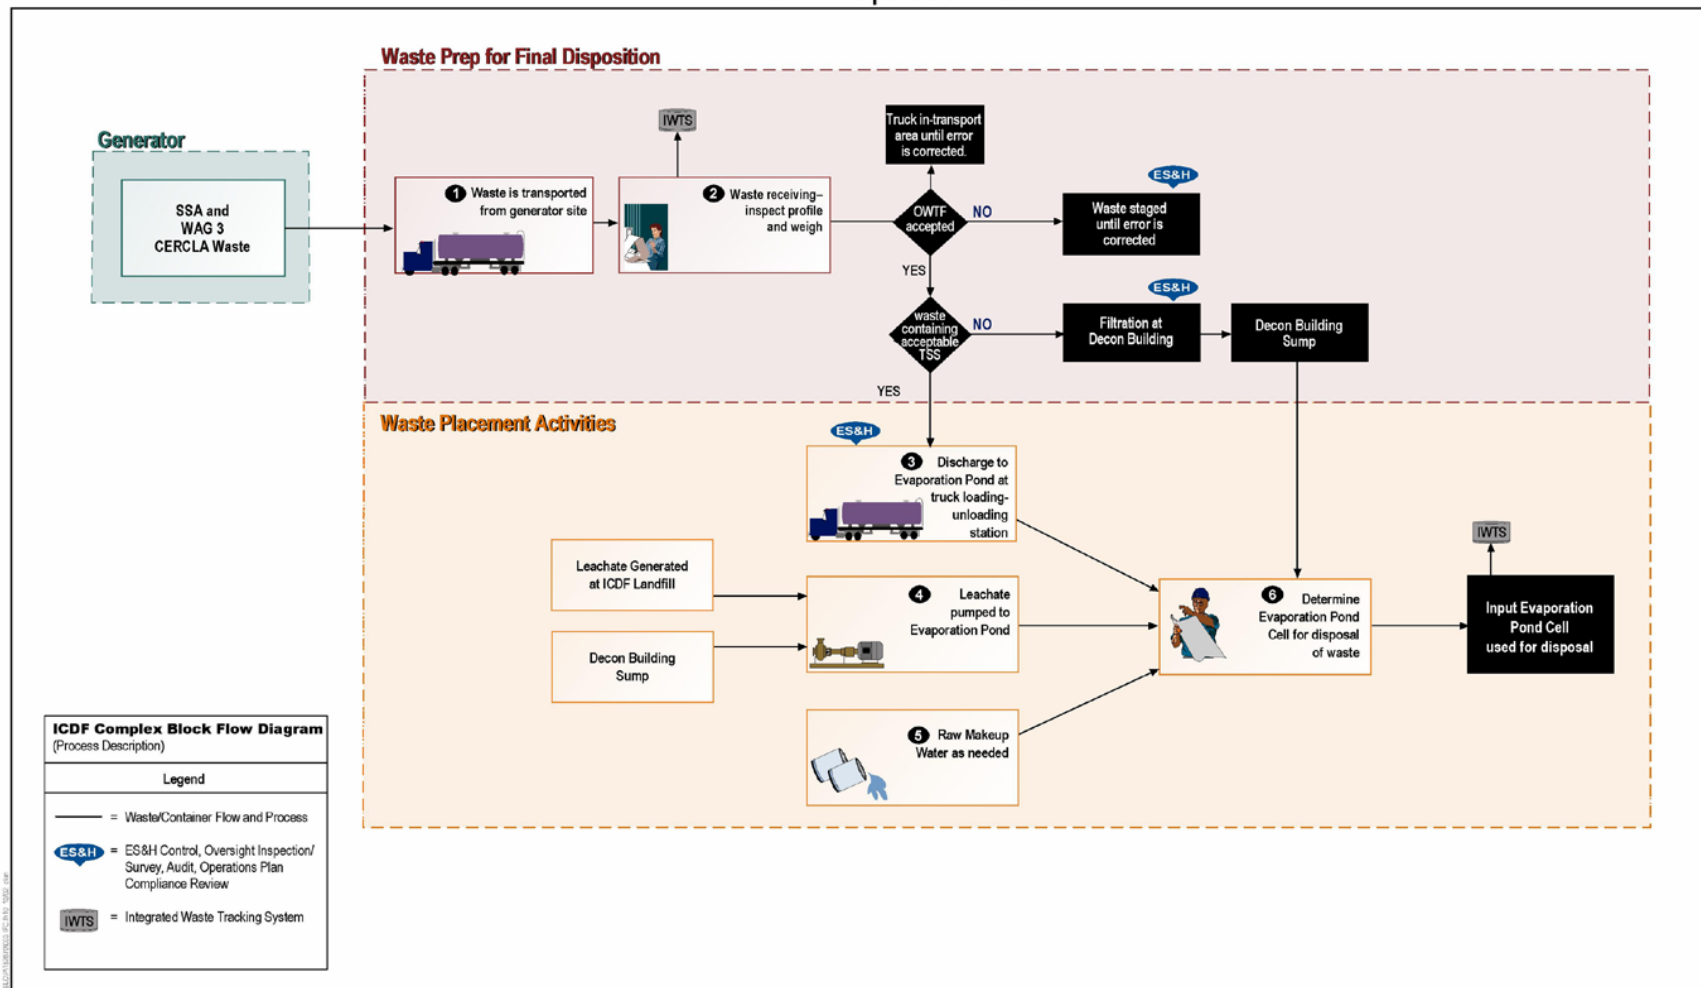 Waste Prep for Final Disposition
Generator
SSA and
WAG 3
CERCLA Waste
1 Waste is transported
from generator site
IWTS
2 Waste receiving–
inspect profile
and weigh
Truck in-transport
area until error
is corrected.
OWTF
accepted
NO
ES&H
Waste staged
until error is
corrected
YES
waste
containing
acceptable
TSS
NO
ES&H
Filtration at
Decon Building
Decon Building
Sump
YES
Waste Placement Activities
ES&H
3 Discharge to
Evaporation Pond at
truck loading-
unloading
station
Leachate Generated
at ICDF Landfill
Decon Building
Sump
4 Leachate
pumped to
Evaporation Pond
5 Raw Makeup
Water as needed
6 Determine
Evaporation Pond
Cell for disposal
of waste
IWTS
Input Evaporation
Pond Cell
used for disposal
ICDF Complex Block Flow Diagram
(Process Description)
Legend
= Waste/Container Flow and Process
ES&H = ES&H Control, Oversight Inspection/
Survey, Audit, Operations Plan
Compliance Review
IWTS = Integrated Waste Tracking System